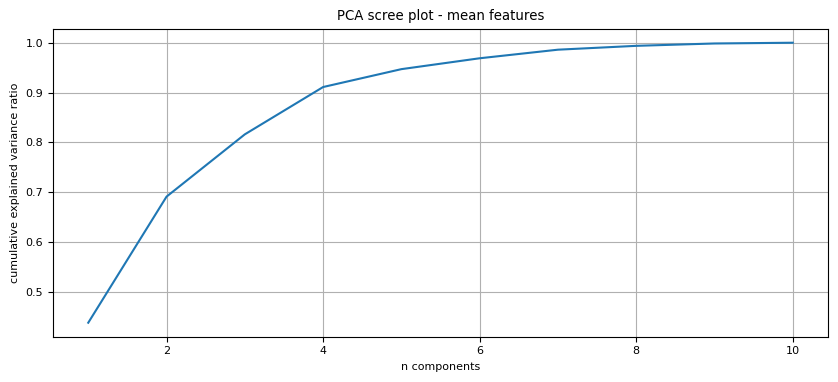 PCA scree plot - mean features
1.0
0.9
0.8
0.7
0.6
0.5
cumulative explained variance ratio
2 4 6 8 10
n components